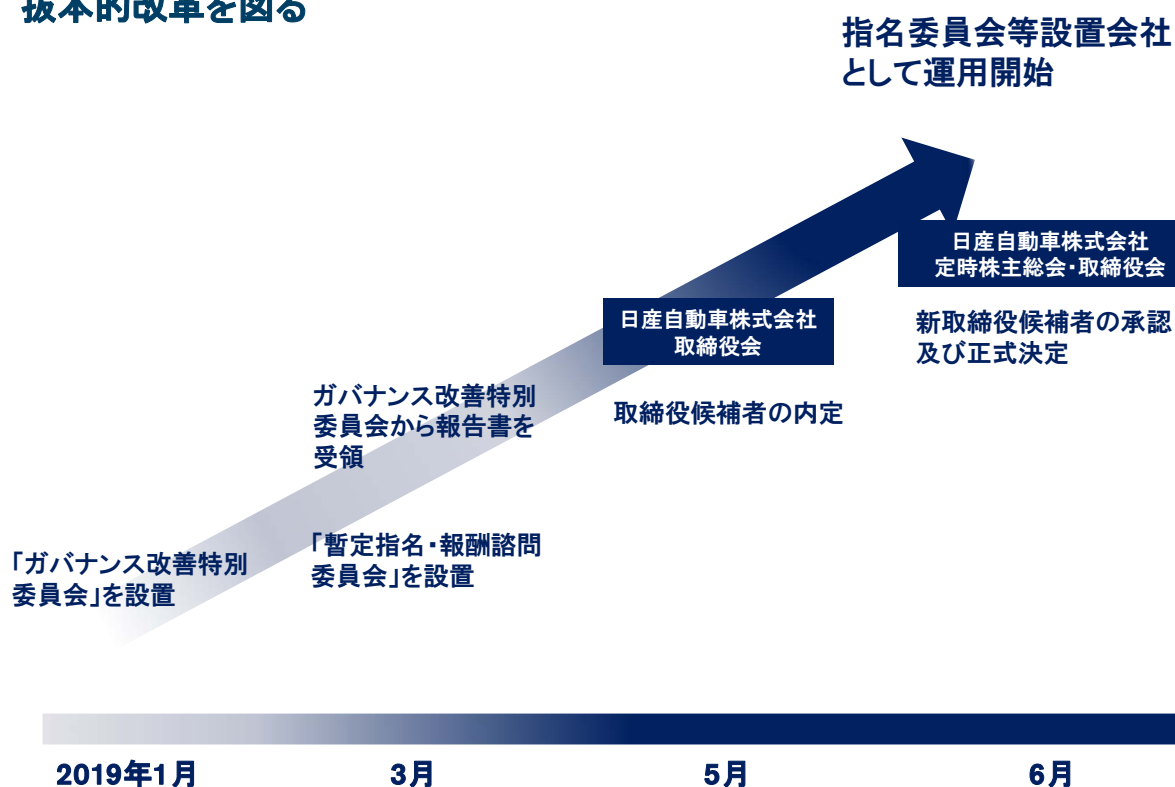 抜本的改革を図る
指名委員会等設置会社
として運用開始
日産自動車株式会社
定時株主総会・取締役会
新取締役候補者の承認
及び正式決定
日産自動車株式会社
取締役会
取締役候補者の内定
ガバナンス改善特別
委員会から報告書を
受領
「暫定指名・報酬諮問
委員会」を設置
「ガバナンス改善特別
委員会」を設置
2019年1月
3月
5月
6月